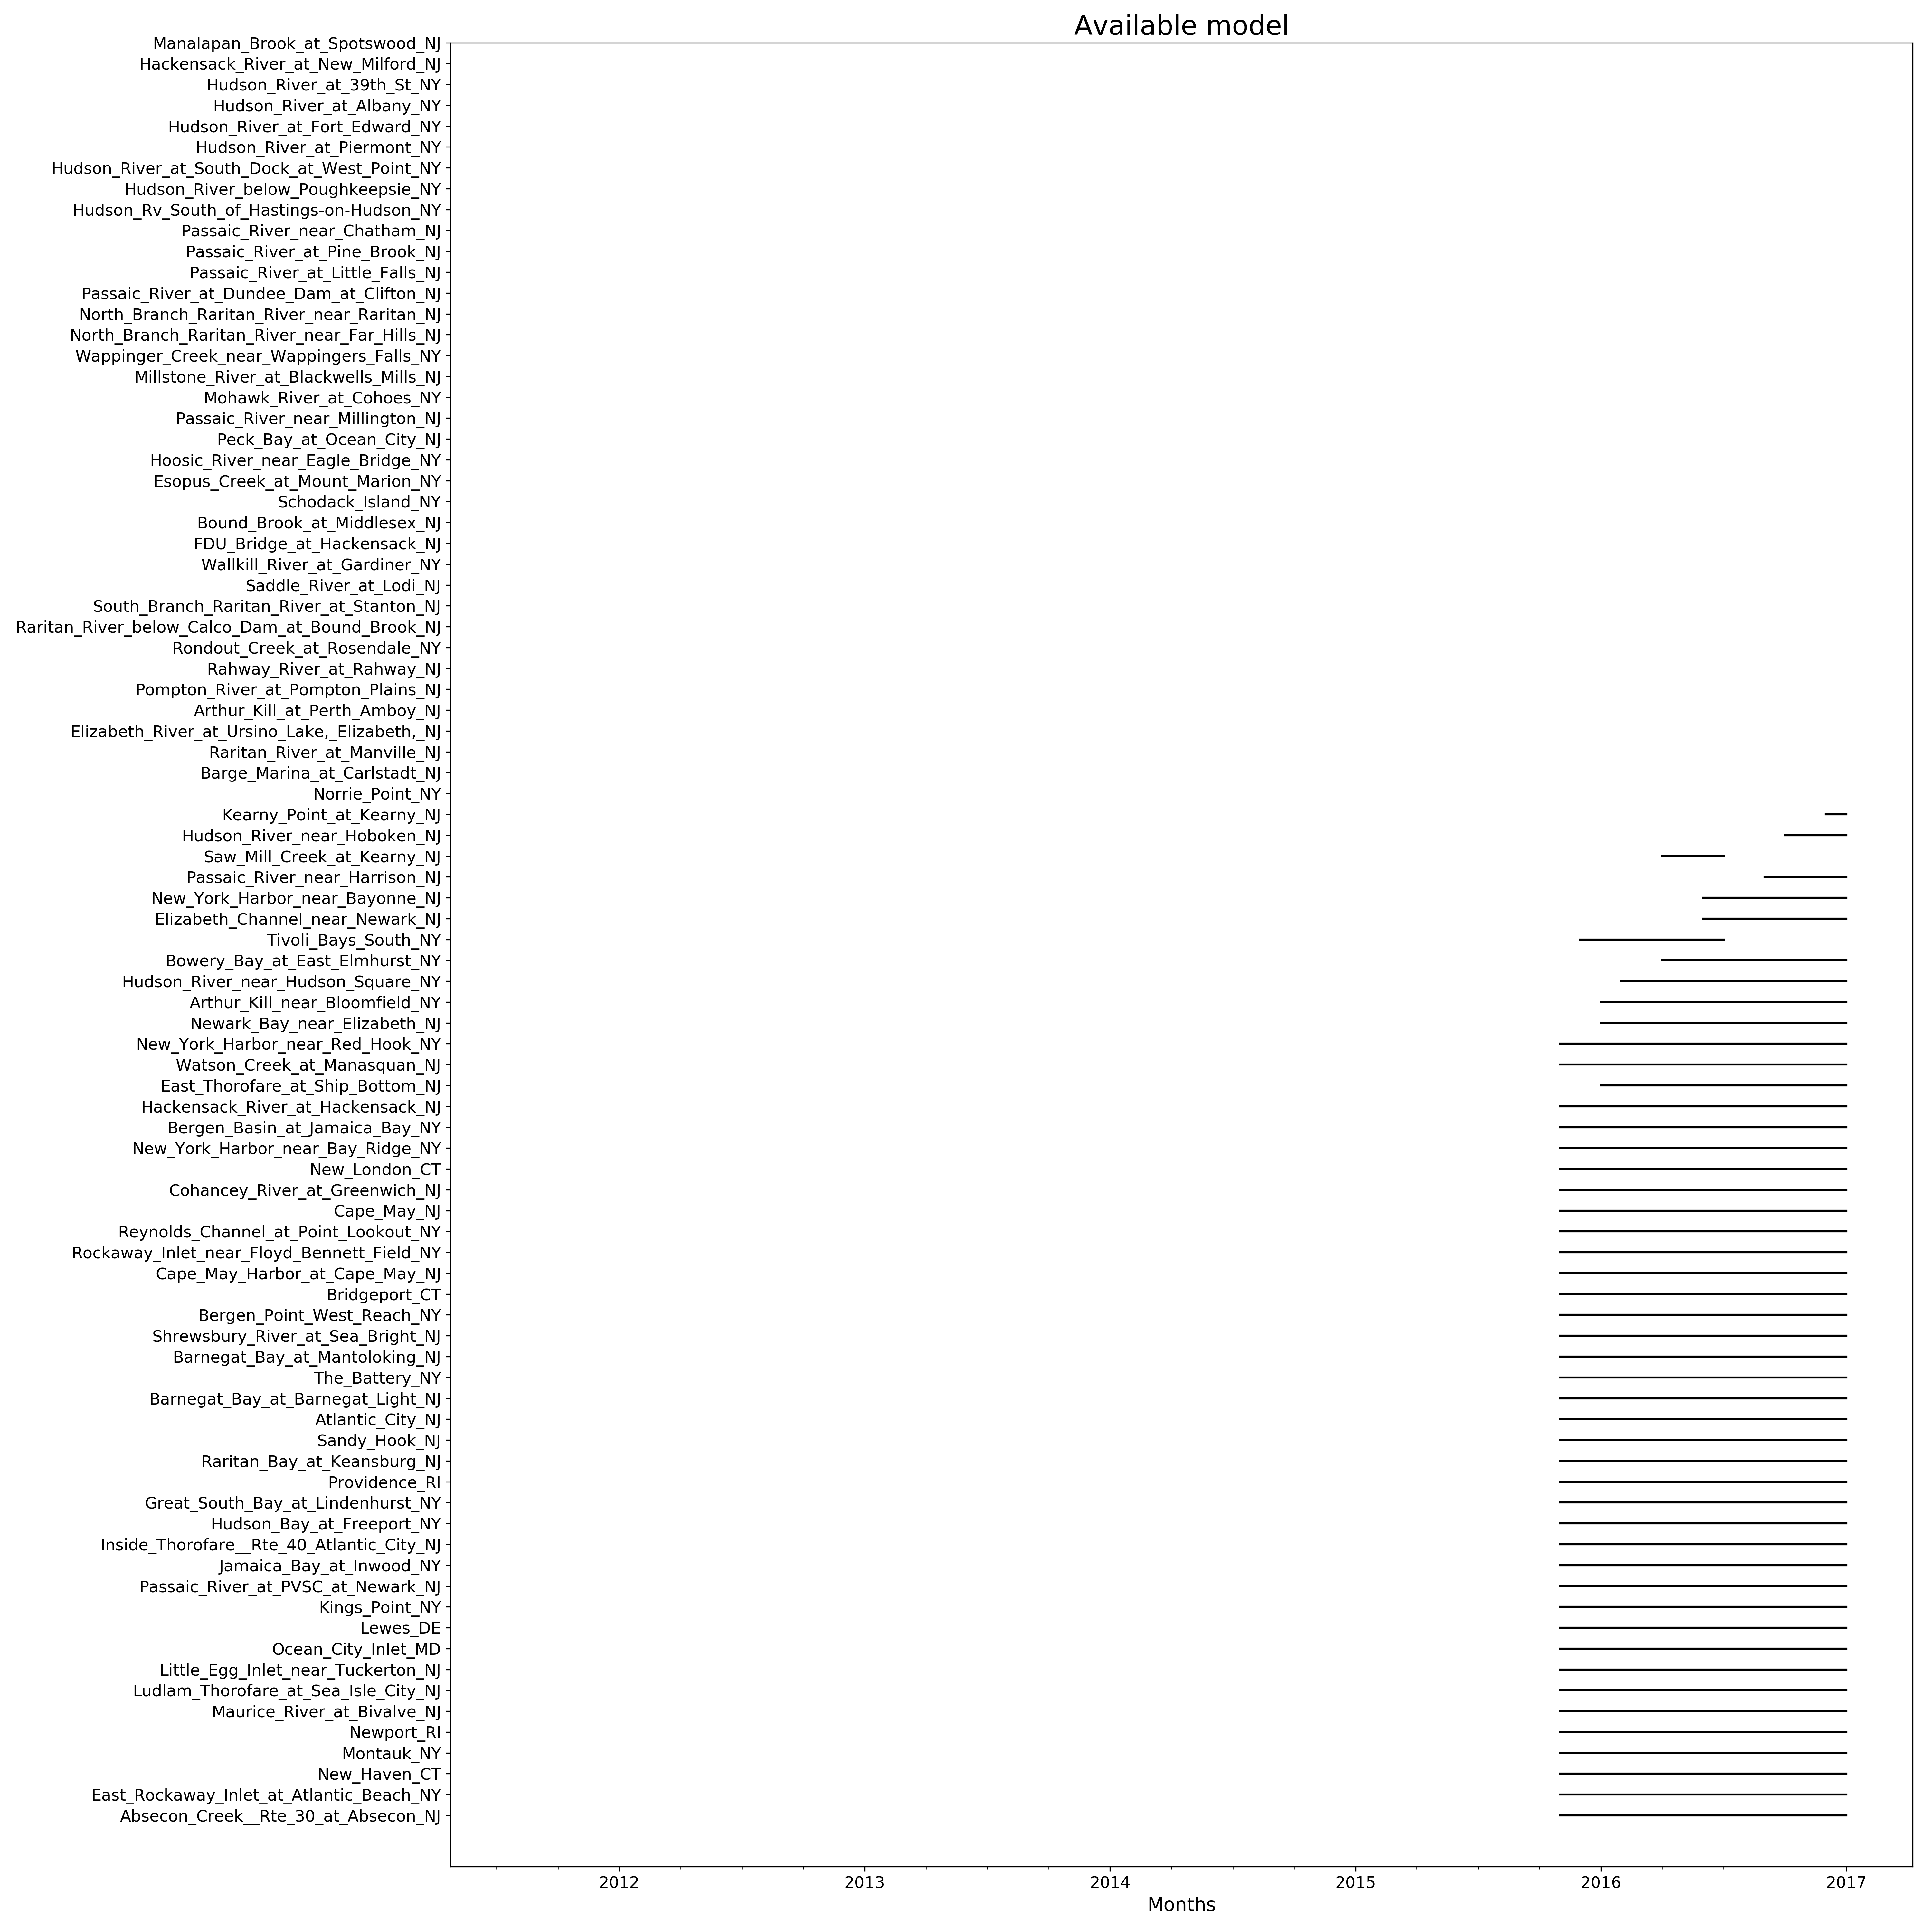 Available model
Manalapan_Brook_at_Spotswood_NJ
Hackensack_River_at_New_Milford_NJ
Hudson_River_at_39th_St_NY
Hudson_River_at_Albany_NY
Hudson_River_at_Fort_Edward_NY
Hudson_River_at_Piermont_NY
Hudson_River_at_South_Dock_at_West_Point_NY
Hudson_River_below_Poughkeepsie_NY
Hudson_Rv_South_of_Hastings-on-Hudson_NY
Passaic_River_near_Chatham_NJ
Passaic_River_at_Pine_Brook_NJ
Passaic_River_at_Little_Falls_NJ
Passaic_River_at_Dundee_Dam_at_Clifton_NJ
North_Branch_Raritan_River_near_Raritan_NJ
North_Branch_Raritan_River_near_Far_Hills_NJ
Wappinger_Creek_near_Wappingers_Falls_NY
Millstone_River_at_Blackwells_Mills_NJ
Mohawk_River_at_Cohoes_NY
Passaic_River_near_Millington_NJ
Peck_Bay_at_Ocean_City_NJ
Hoosic_River_near_Eagle_Bridge_NY
Esopus_Creek_at_Mount_Marion_NY
Schodack_Island_NY
Bound_Brook_at_Middlesex_NJ
FDU_Bridge_at_Hackensack_NJ
Wallkill_River_at_Gardiner_NY
Saddle_River_at_Lodi_NJ
South_Branch_Raritan_River_at_Stanton_NJ
Raritan_River_below_Calco_Dam_at_Bound_Brook_NJ
Rondout_Creek_at_Rosendale_NY
Rahway_River_at_Rahway_NJ
Pompton_River_at_Pompton_Plains_NJ
Arthur_Kill_at_Perth_Amboy_NJ
Elizabeth_River_at_Ursino_Lake,_Elizabeth,_NJ
Raritan_River_at_Manville_NJ
Barge_Marina_at_Carlstadt_NJ
Norrie_Point_NY
Kearny_Point_at_Kearny_NJ
Hudson_River_near_Hoboken_NJ
Saw_Mill_Creek_at_Kearny_NJ
Passaic_River_near_Harrison_NJ
New_York_Harbor_near_Bayonne_NJ
Elizabeth_Channel_near_Newark_NJ
Tivoli_Bays_South_NY
Bowery_Bay_at_East_Elmhurst_NY
Hudson_River_near_Hudson_Square_NY
Arthur_Kill_near_Bloomfield_NY
Newark_Bay_near_Elizabeth_NJ
New_York_Harbor_near_Red_Hook_NY
Watson_Creek_at_Manasquan_NJ
East_Thorofare_at_Ship_Bottom_NJ
Hackensack_River_at_Hackensack_NJ
Bergen_Basin_at_Jamaica_Bay_NY
New_York_Harbor_near_Bay_Ridge_NY
New_London_CT
Cohancey_River_at_Greenwich_NJ
Cape_May_NJ
Reynolds_Channel_at_Point_Lookout_NY
Rockaway_Inlet_near_Floyd_Bennett_Field_NY
Cape_May_Harbor_at_Cape_May_NJ
Bridgeport_CT
Bergen_Point_West_Reach_NY
Shrewsbury_River_at_Sea_Bright_NJ
Barnegat_Bay_at_Mantoloking_NJ
The_Battery_NY
Barnegat_Bay_at_Barnegat_Light_NJ
Atlantic_City_NJ
Sandy_Hook_NJ
Raritan_Bay_at_Keansburg_NJ
Providence_RI
Great_South_Bay_at_Lindenhurst_NY
Hudson_Bay_at_Freeport_NY
Inside_Thorofare__Rte_40_Atlantic_City_NJ
Jamaica_Bay_at_Inwood_NY
Passaic_River_at_PVSC_at_Newark_NJ
Kings_Point_NY
Lewes_DE
Ocean_City_Inlet_MD
Little_Egg_Inlet_near_Tuckerton_NJ
Ludlam_Thorofare_at_Sea_Isle_City_NJ
Maurice_River_at_Bivalve_NJ
Newport_RI
Montauk_NY
New_Haven_CT
East_Rockaway_Inlet_at_Atlantic_Beach_NY
Absecon_Creek__Rte_30_at_Absecon_NJ
2012 2013 2014 2015 2016 2017
Months